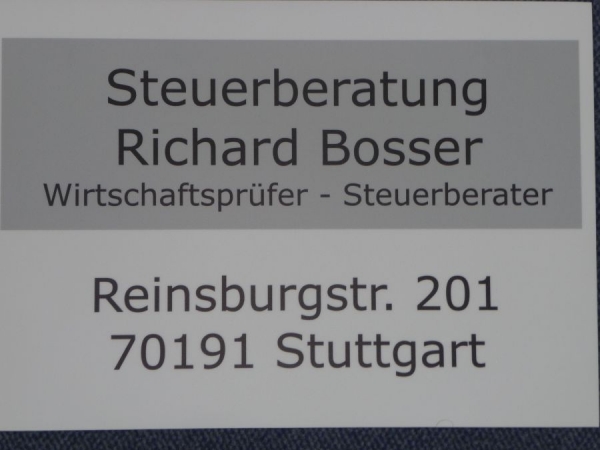 Steuerberatung
Richard Bosser
Wirtschaftsprüfer - Steuerberater
Reinsburgstr. 201
70191 Stuttgart